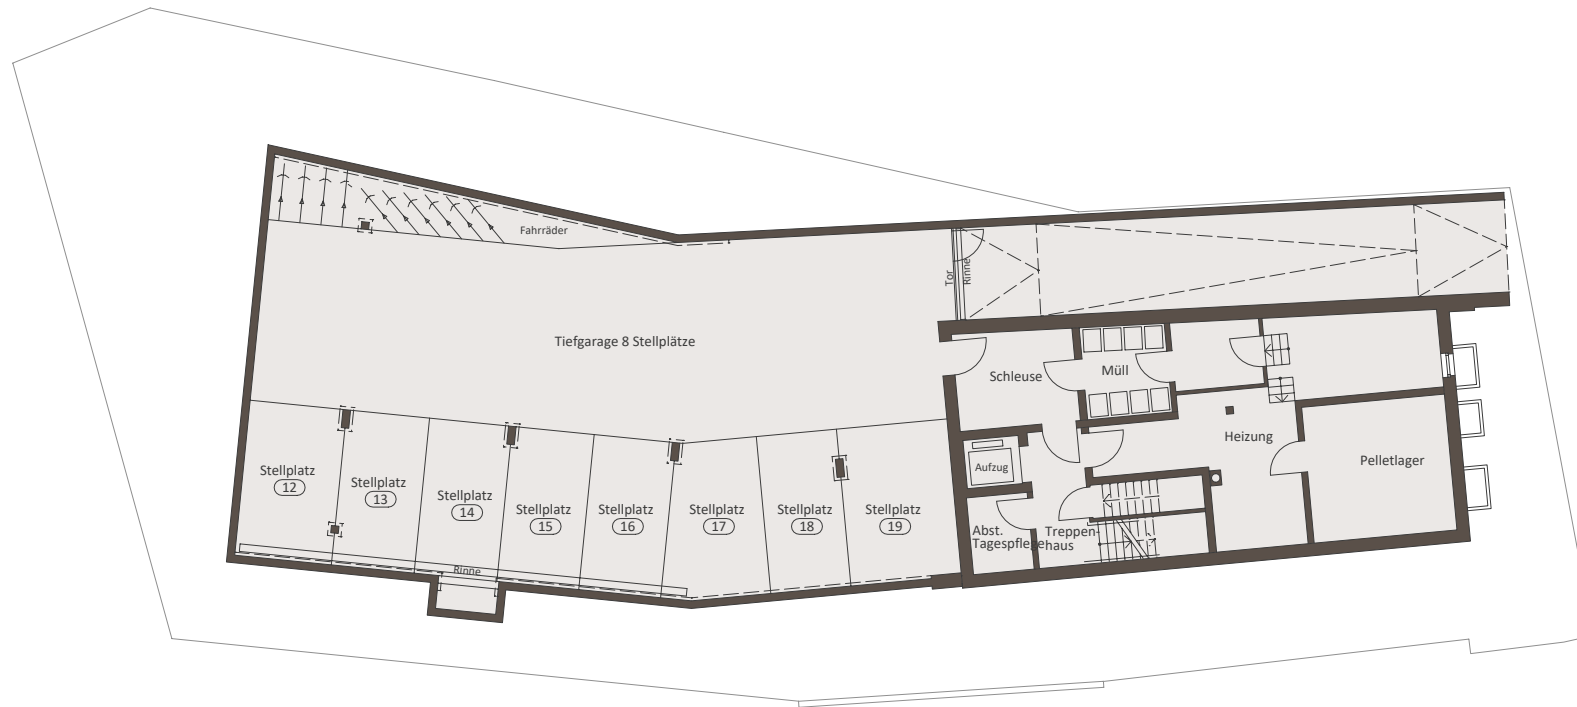 Fahrräder
Tor
Rinne
Tiefgarage 8 Stellplätze
Schleuse
Müll
Heizung
Pelletlager
Aufzug
Abst.
Tagespflege
Treppen-
haus
Stellplatz
12
Stellplatz
13
Stellplatz
14
Stellplatz
15
Stellplatz
16
Stellplatz
17
Stellplatz
18
Stellplatz
19
Rinne